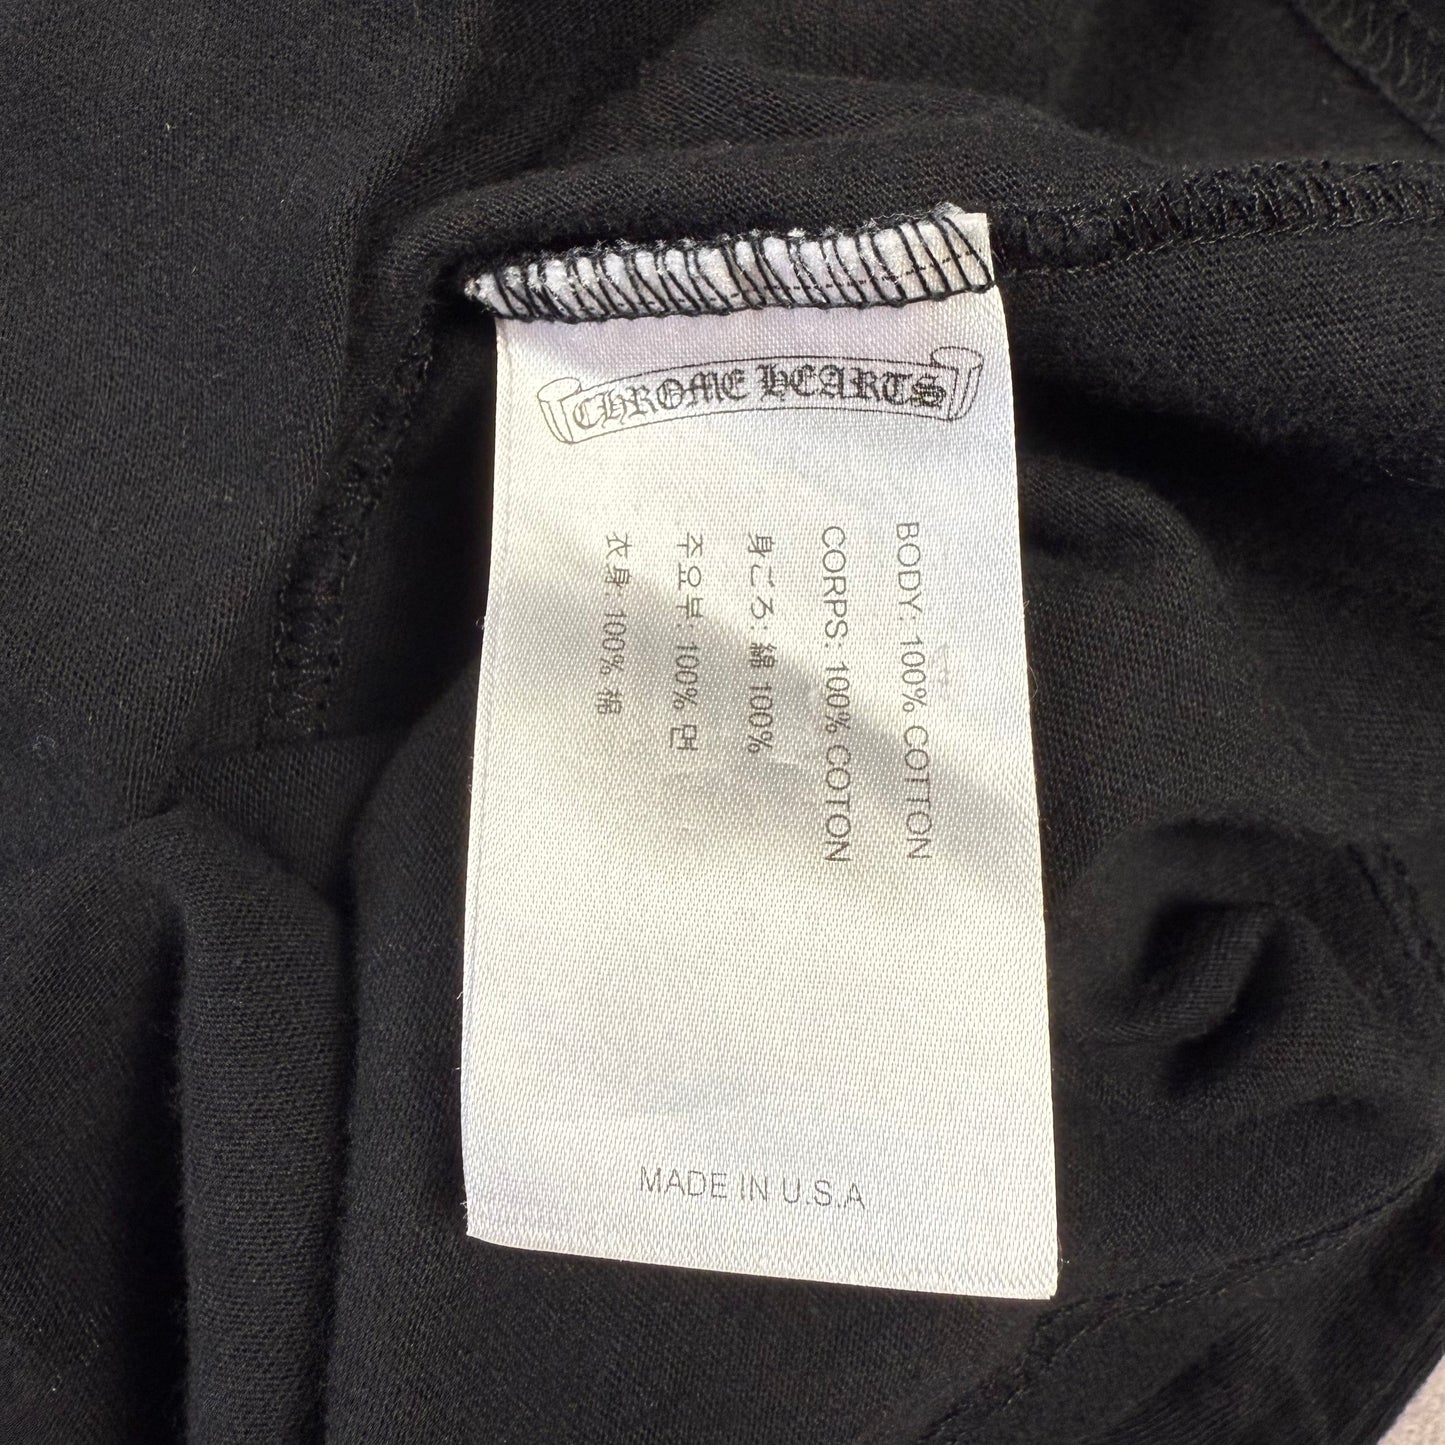 CHROME HEARTS
BODY: 100% COTTON
CORPS: 100% COTON
身ごろ: 綿 100%
주요부: 100% 면
衣身: 100% 棉
MADE IN U.S.A